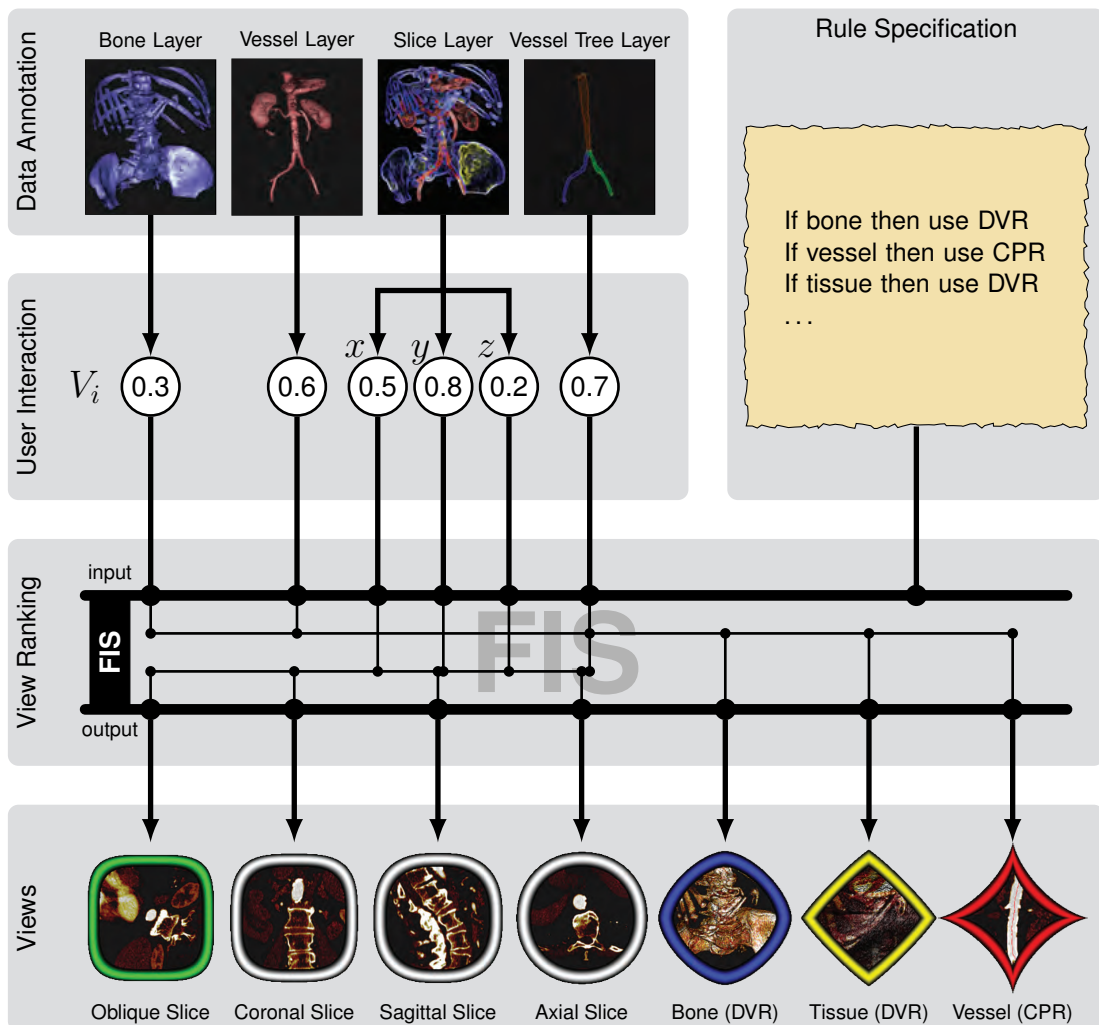 Data Annotation
Bone Layer
Vessel Layer
Slice Layer
Vessel Tree Layer
Rule Specification
If bone then use DVR
If vessel then use CPR
If tissue then use DVR
...
User Interaction
x
y
z
V_i
0.3
0.6
0.5
0.8
0.2
0.7
View Ranking
input
FIS
FIS
output
Views
Oblique Slice
Coronal Slice
Sagittal Slice
Axial Slice
Bone (DVR)
Tissue (DVR)
Vessel (CPR)